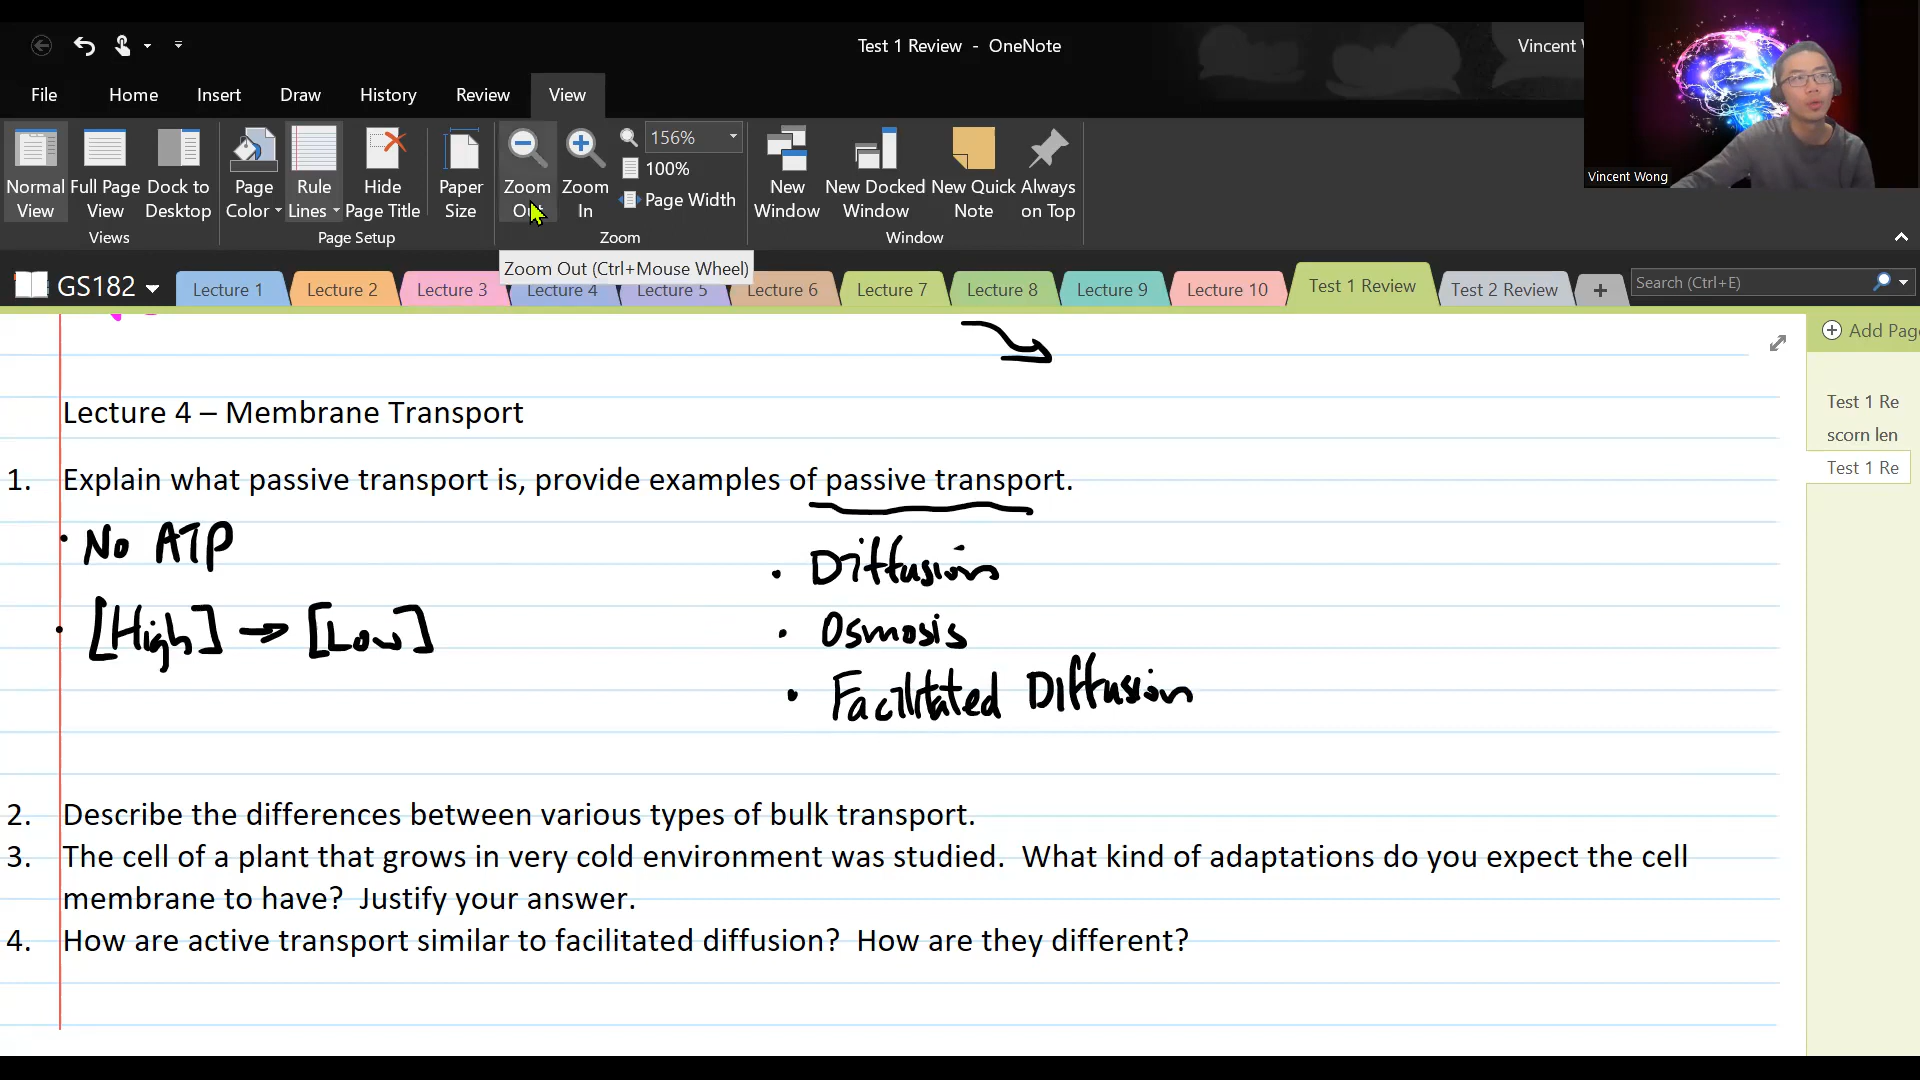 Test 1 Review - OneNote
Vincent W
File Home Insert Draw History Review View
Normal View
Full Page View
Dock to Desktop
Views
Page Color
Rule Lines
Hide Page Title
Paper Size
Page Setup
Zoom Out
Zoom In
156%
100%
Page Width
Zoom
New Window
New Docked Window
New Quick Note
Always on Top
Window
Vincent Wong
Zoom Out (Ctrl+Mouse Wheel)
GS182
Lecture 1
Lecture 2
Lecture 3
Lecture 4
Lecture 5
Lecture 6
Lecture 7
Lecture 8
Lecture 9
Lecture 10
Test 1 Review
Test 2 Review
Search (Ctrl+E)
Add Pag
Test 1 Re
scorn len
Test 1 Re
Lecture 4 – Membrane Transport
1. Explain what passive transport is, provide examples of passive transport.
• No ATP
• [High] → [Low]
• Diffusion
• Osmosis
• Facilitated Diffusion
2. Describe the differences between various types of bulk transport.
3. The cell of a plant that grows in very cold environment was studied. What kind of adaptations do you expect the cell
membrane to have? Justify your answer.
4. How are active transport similar to facilitated diffusion? How are they different?